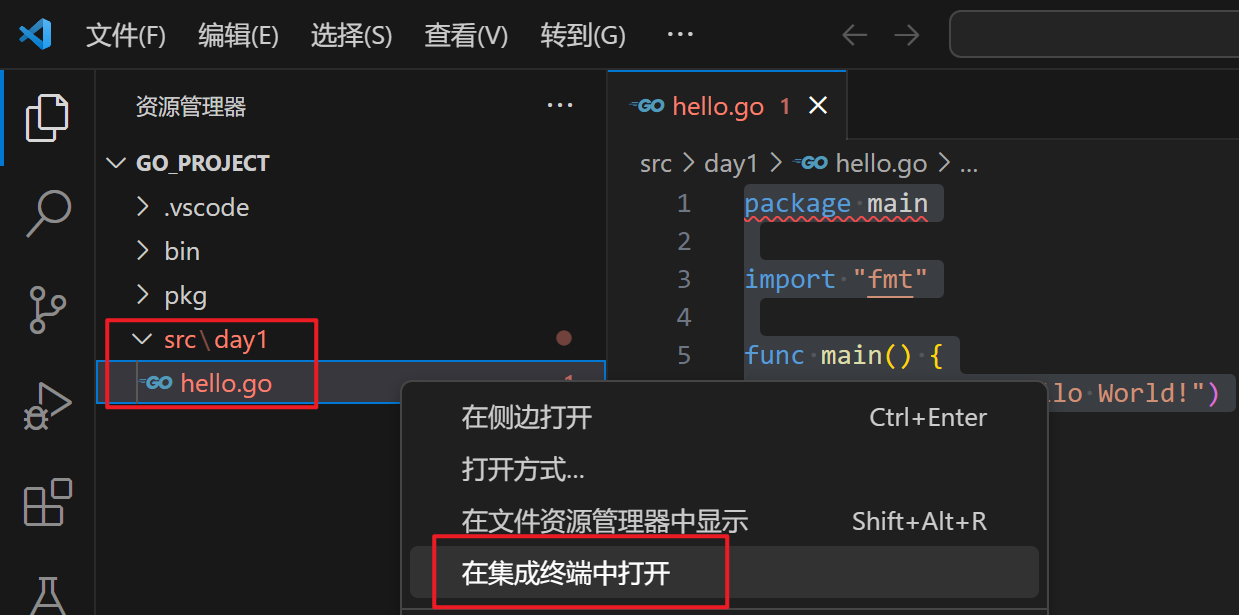 文件(F) 编辑(E) 选择(S) 查看(V) 转到(G) ···
资源管理器 ···
GO_PROJECT
.vscode
bin
pkg
src\day1
GO hello.go
GO hello.go 1
src > day1 > GO hello.go > ...
1 package main
2
3 import "fmt"
4
5 func main() {
lo World!")
在侧边打开 Ctrl+Enter
打开方式...
在文件资源管理器中显示 Shift+Alt+R
在集成终端中打开